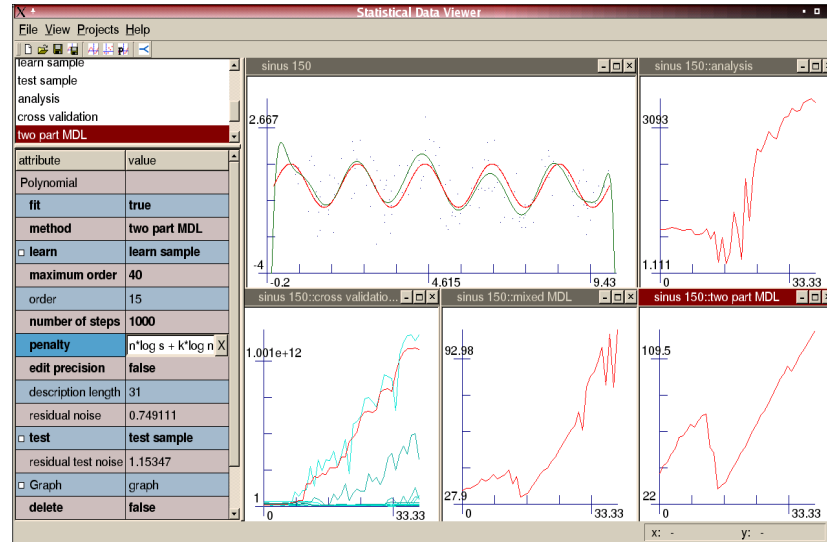 X Statistical Data Viewer
File View Projects Help
learn sample
test sample
analysis
cross validation
two part MDL
attribute value
Polynomial
fit true
method two part MDL
learn learn sample
maximum order 40
order 15
number of steps 1000
penalty n*log s + k*log n X
edit precision false
description length 31
residual noise 0.749111
test test sample
residual test noise 1.15347
Graph graph
delete false
sinus 150
2.667
-4
-0.2 4.615 9.43
sinus 150::analysis
3093
1.111
0 33.33
sinus 150::cross validatio...
1.001e+12
1
0 33.33
sinus 150::mixed MDL
92.98
27.9
0 33.33
sinus 150::two part MDL
109.5
22
0 33.33
x: - y: -